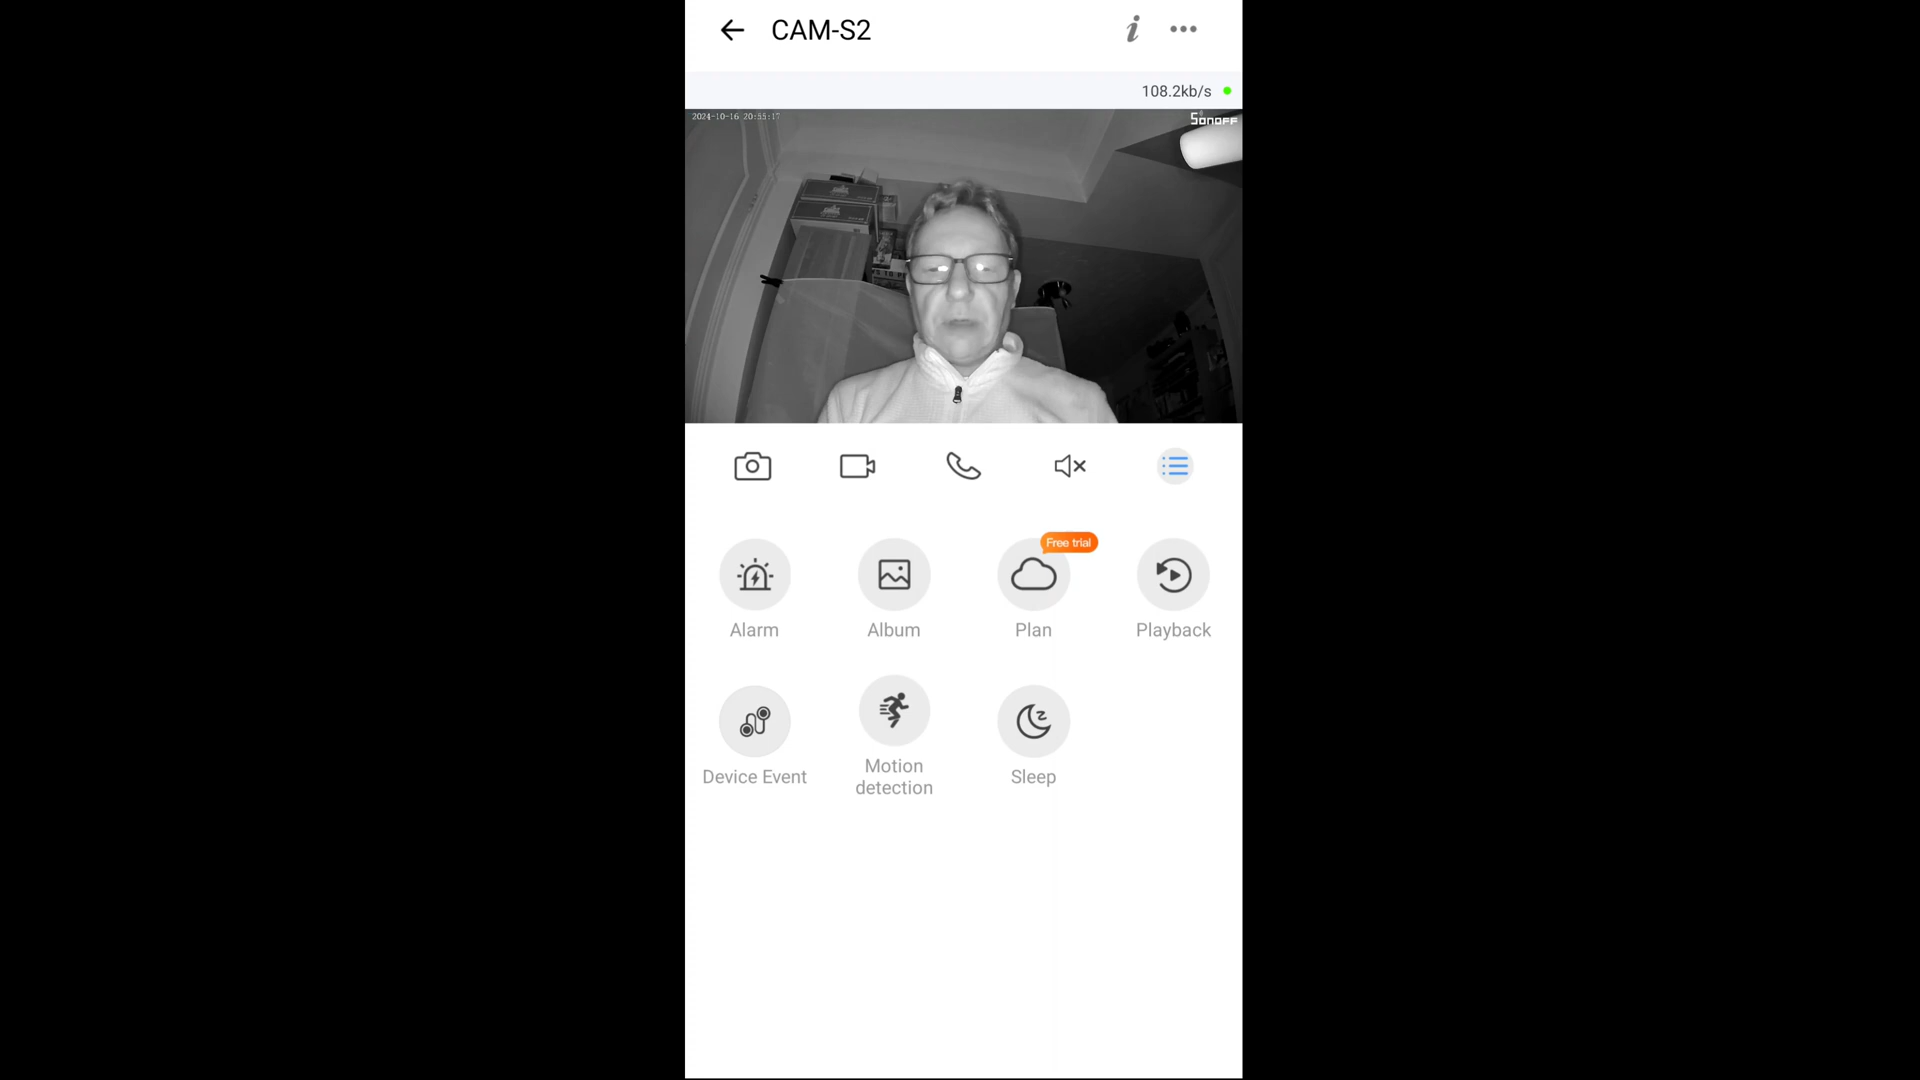 CAM-S2
108.2kb/s
2024-10-16 20:55:17
SONOFF
Free trial
Alarm
Album
Plan
Playback
Device Event
Motion
detection
Sleep